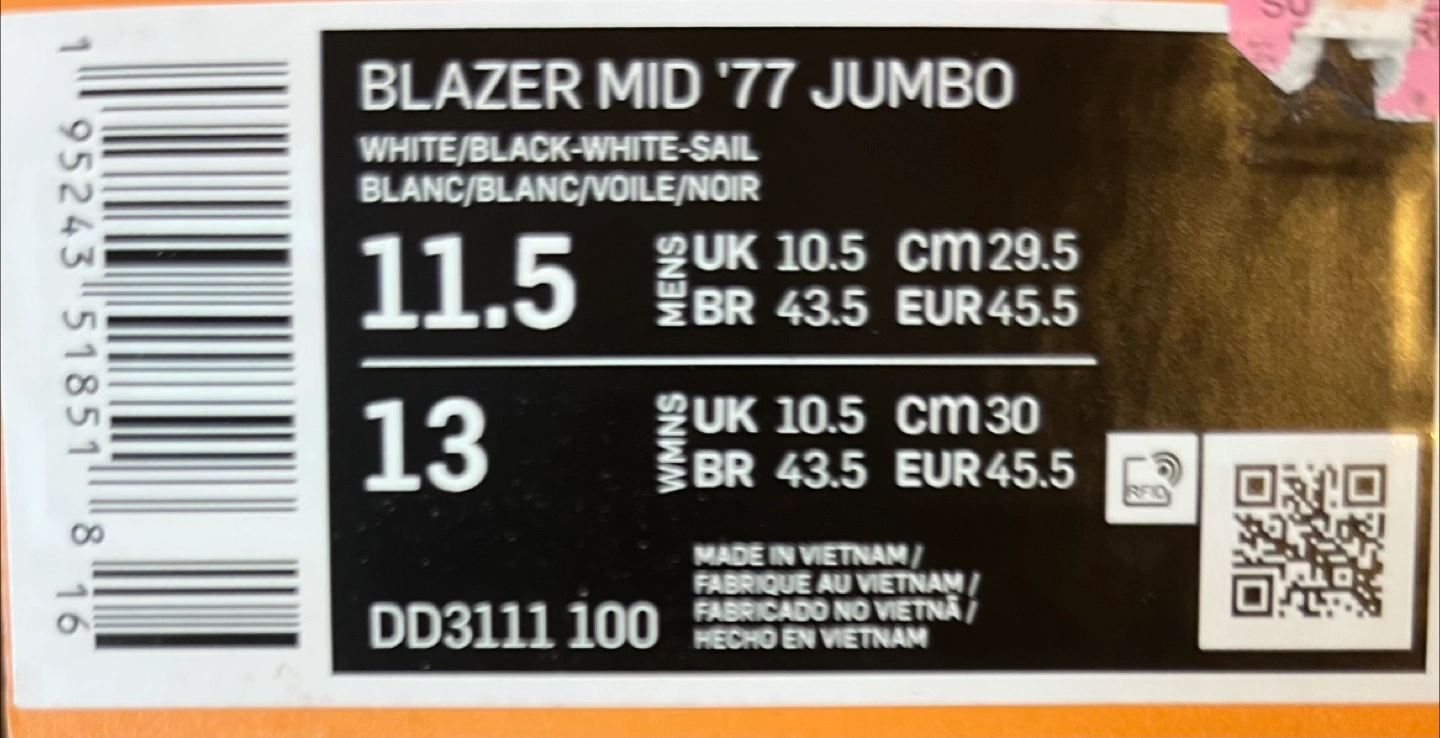 1 95243 51851 8 16
SU
BLAZER MID '77 JUMBO
WHITE/BLACK-WHITE-SAIL
BLANC/BLANC/VOILE/NOIR
11.5 MENS UK 10.5 cm 29.5
BR 43.5 EUR 45.5
13 WMNS UK 10.5 cm 30
BR 43.5 EUR 45.5
RFID
MADE IN VIETNAM /
FABRIQUE AU VIETNAM /
FABRICADO NO VIETNÃ /
HECHO EN VIETNAM
DD3111 100